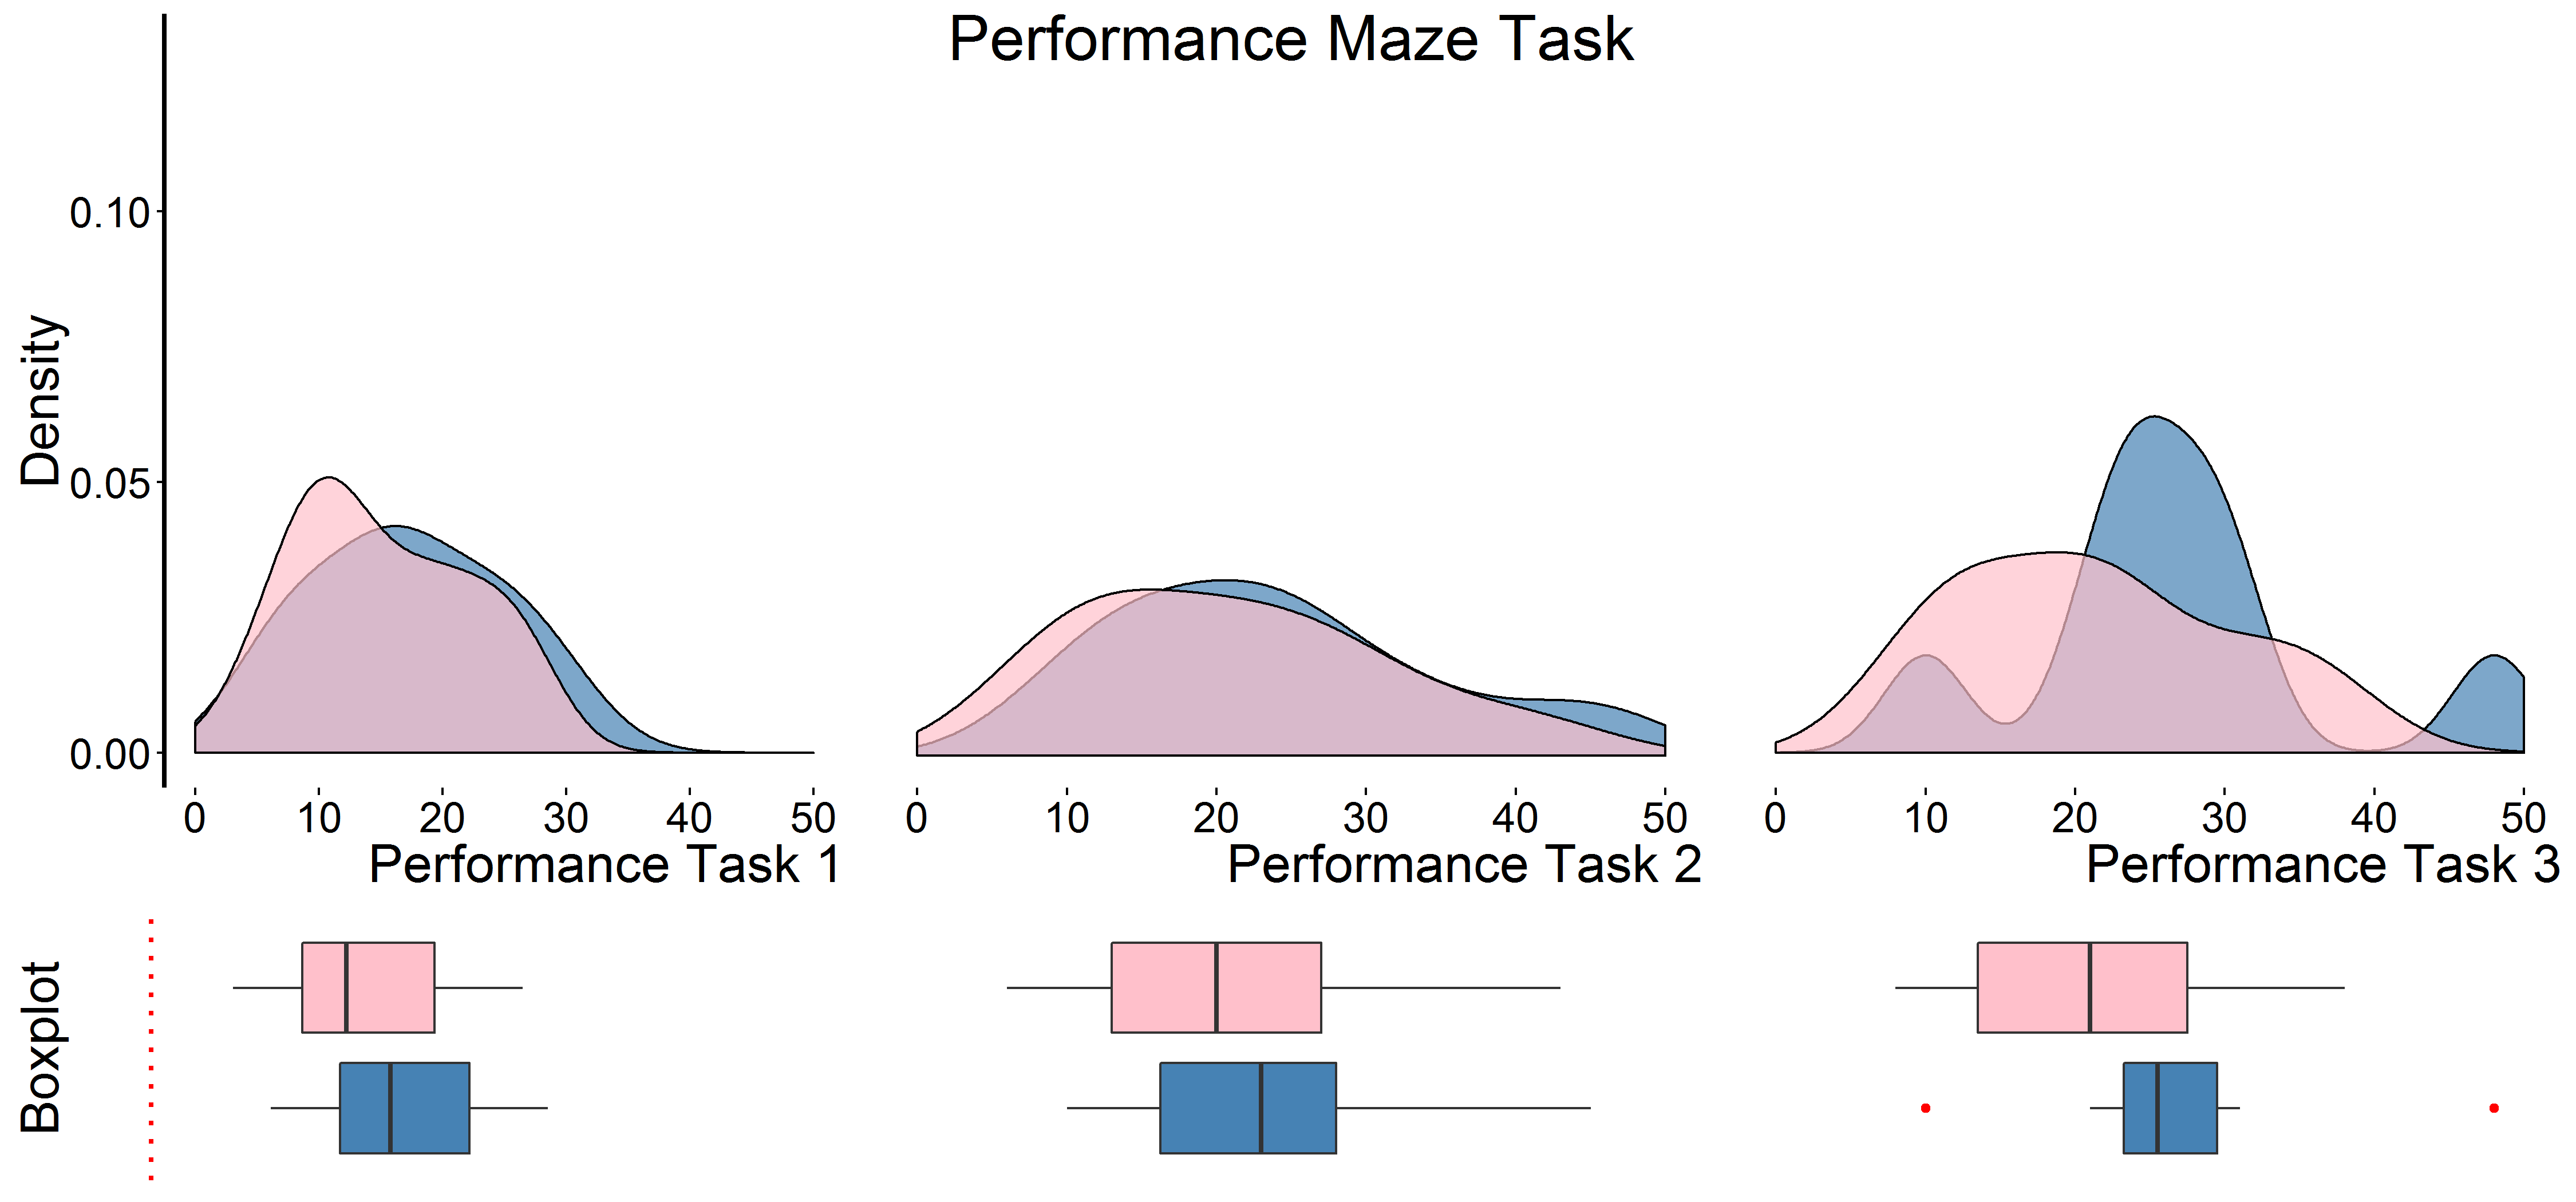 Performance Maze Task
Density
0.10
0.05
0.00
0 10 20 30 40 50
0 10 20 30 40 50
0 10 20 30 40 50
Performance Task 1
Performance Task 2
Performance Task 3
Boxplot